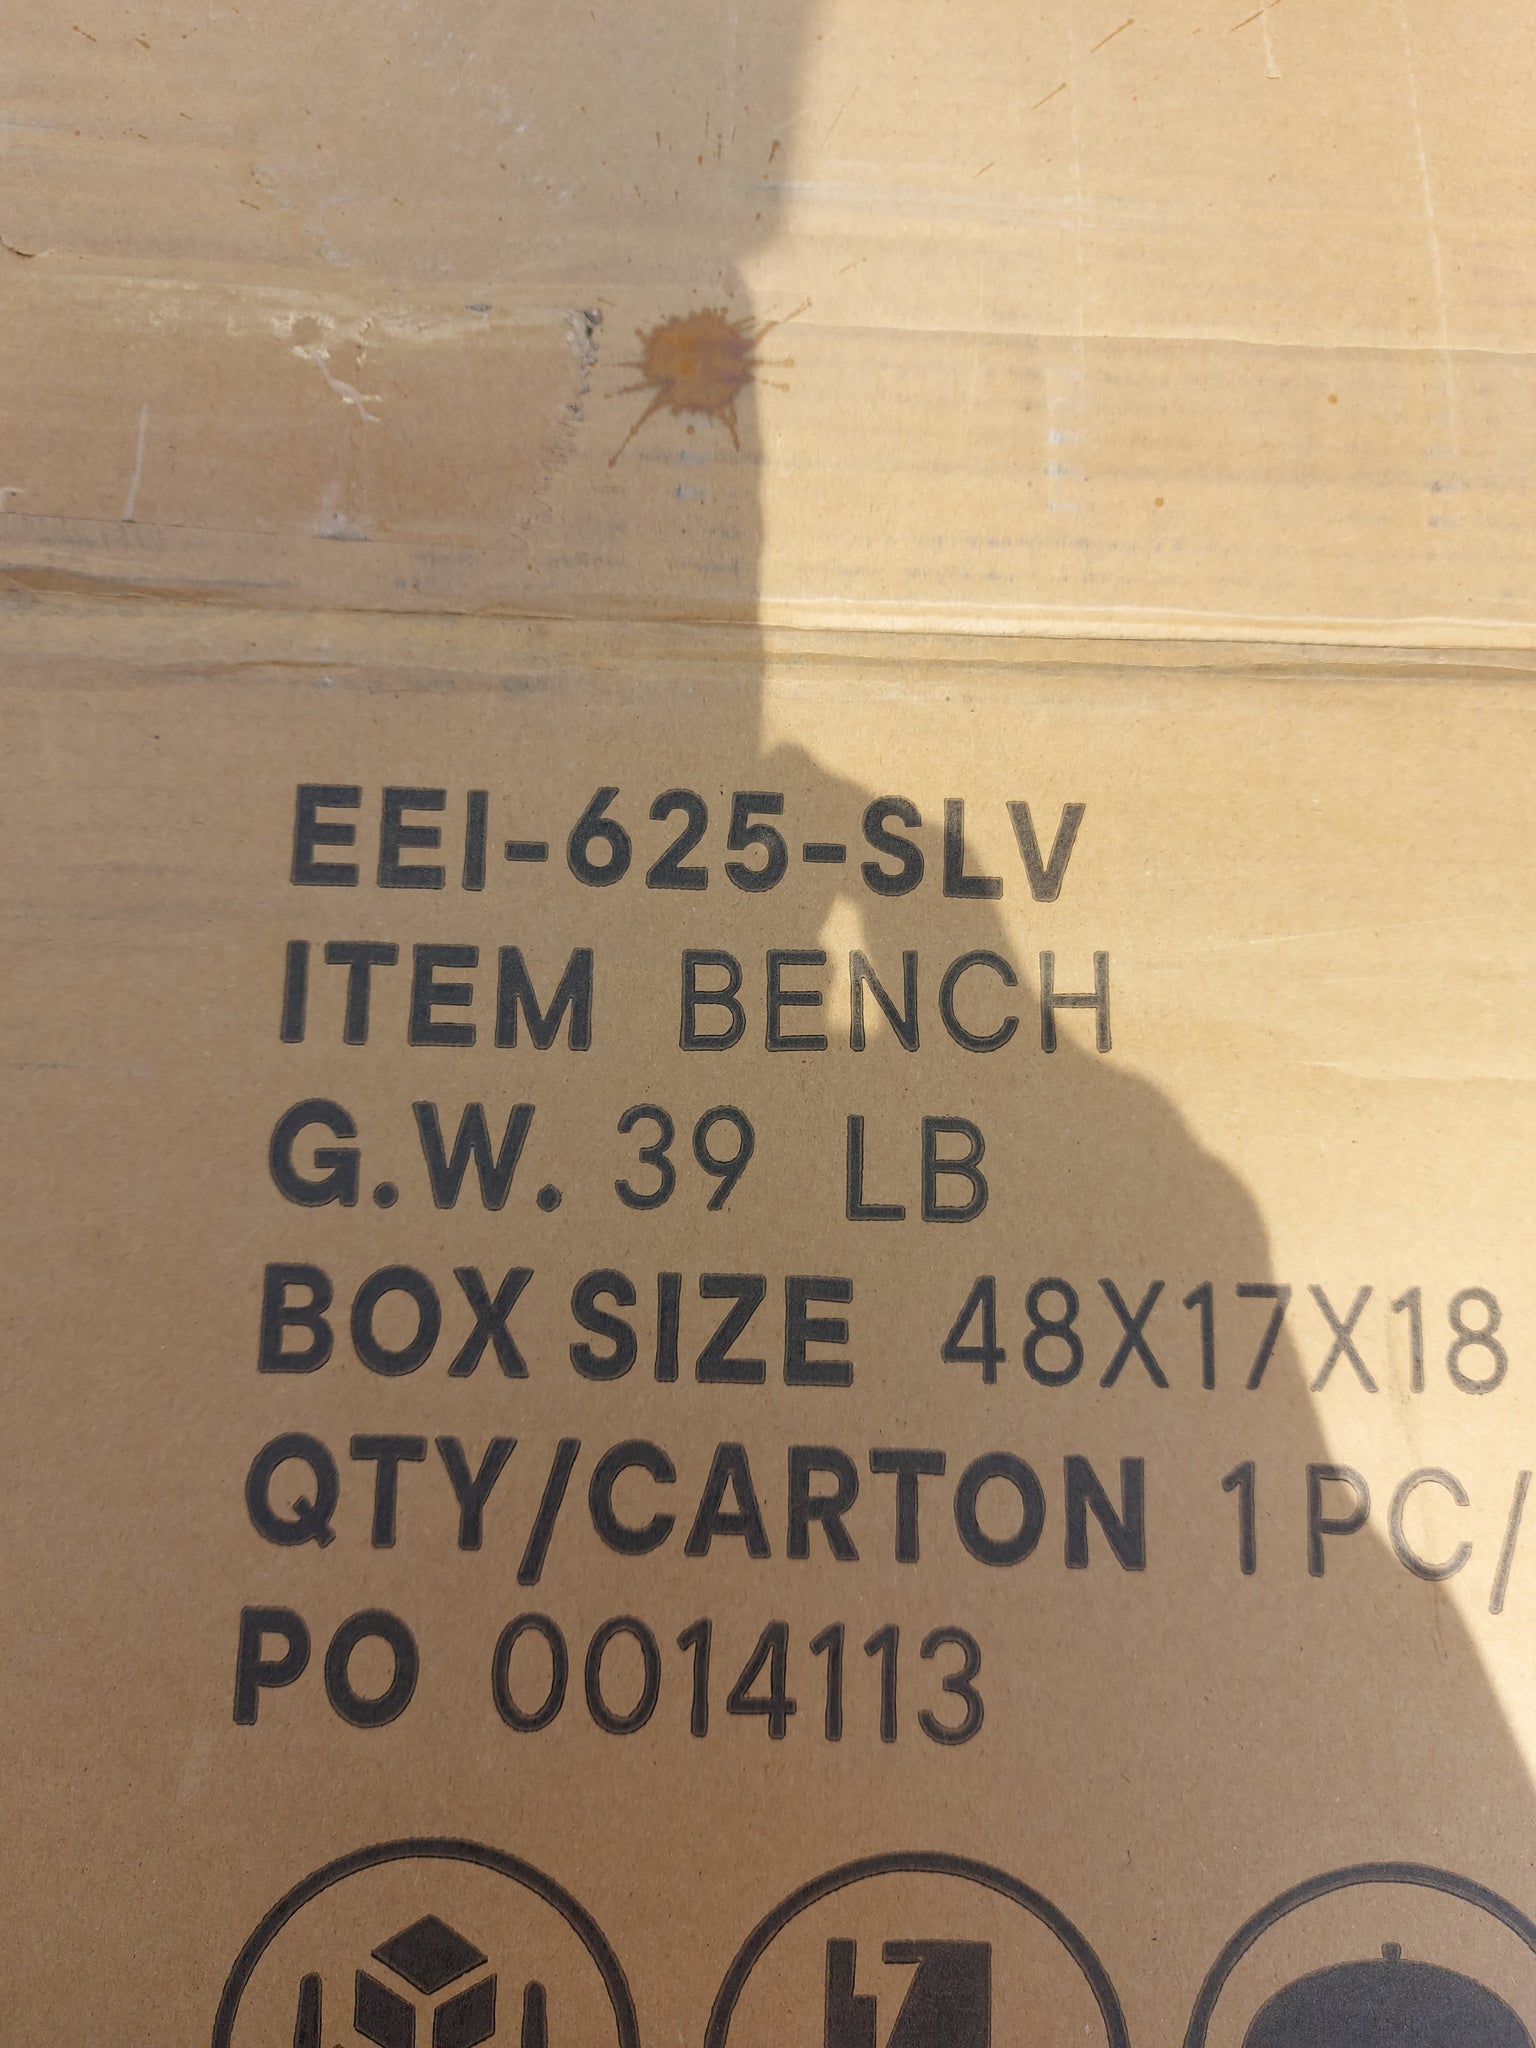 EEI-625-SLV
ITEM BENCH
G.W. 39 LB
BOX SIZE 48X17X18
QTY/CARTON 1PC/
PO 0014113